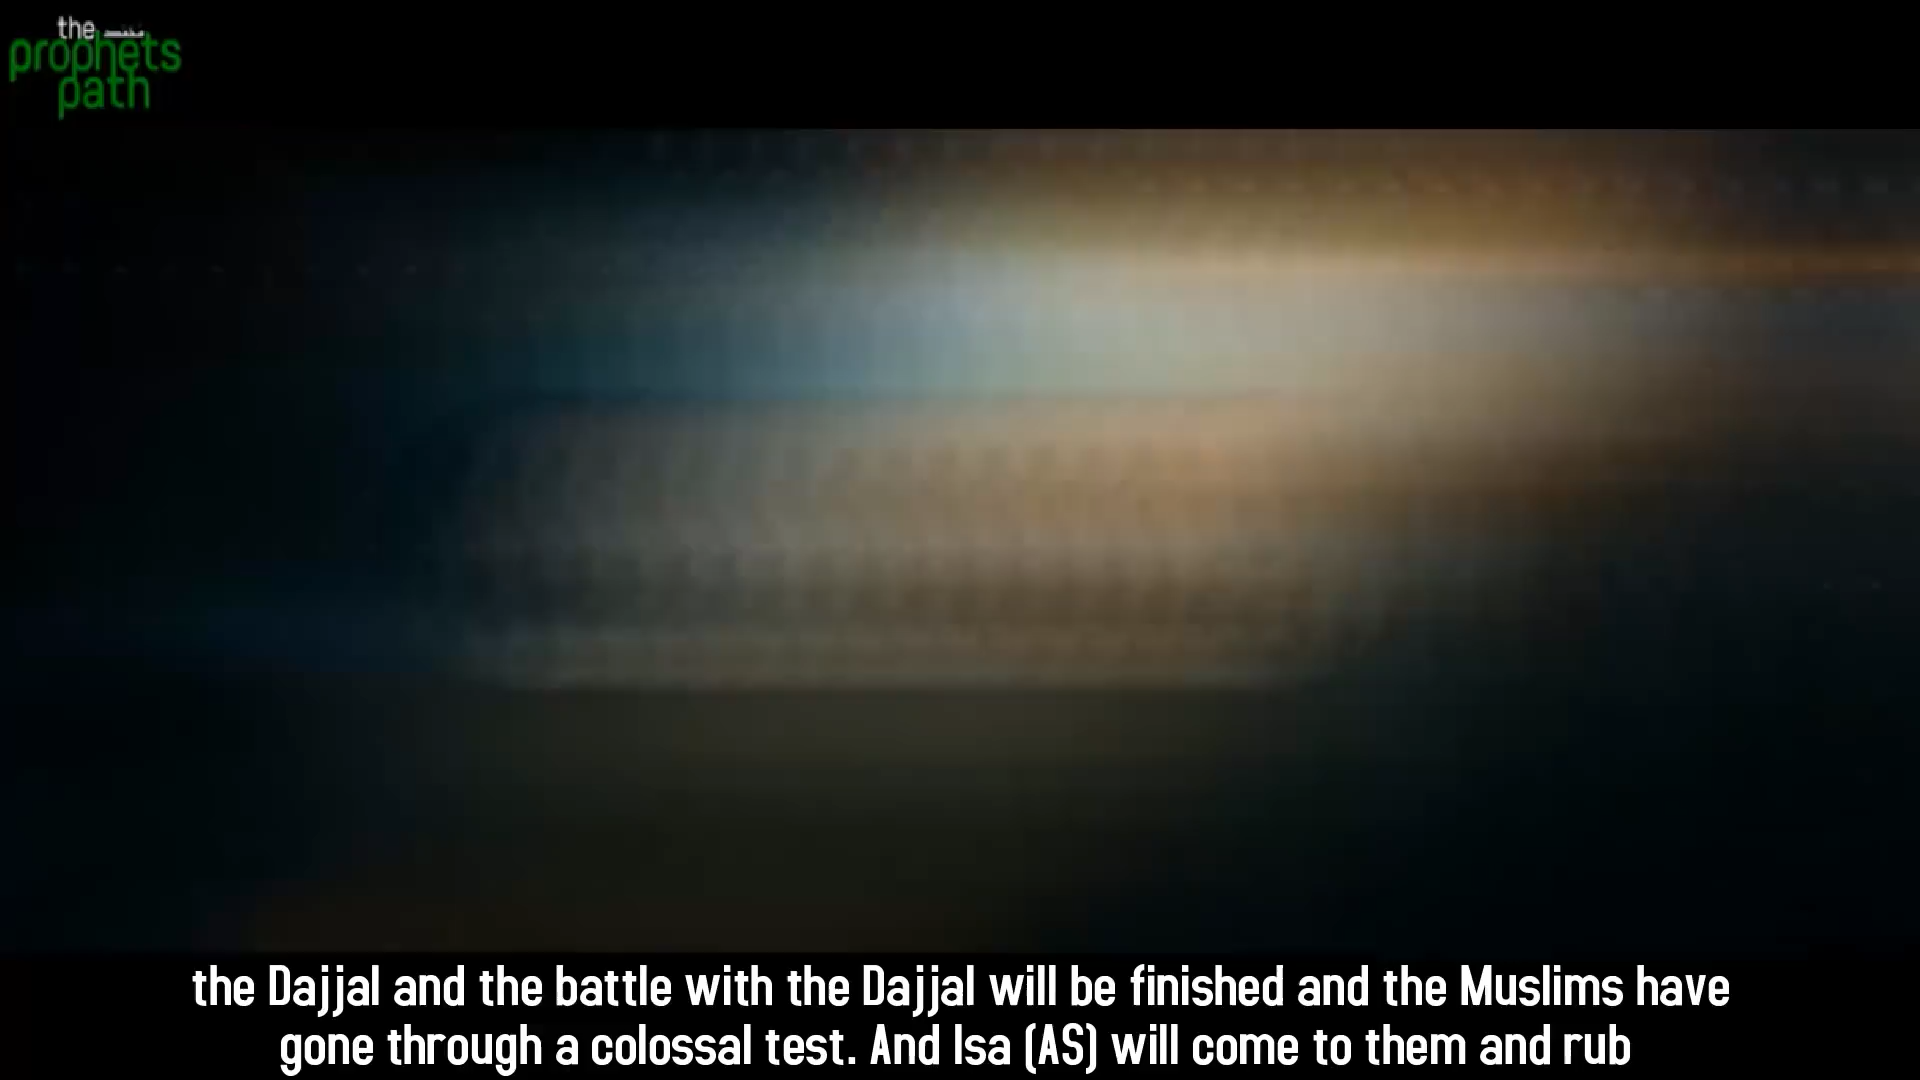 the
prophets
path
the Dajjal and the battle with the Dajjal will be finished and the Muslims have
gone through a colossal test. And Isa (AS) will come to them and rub